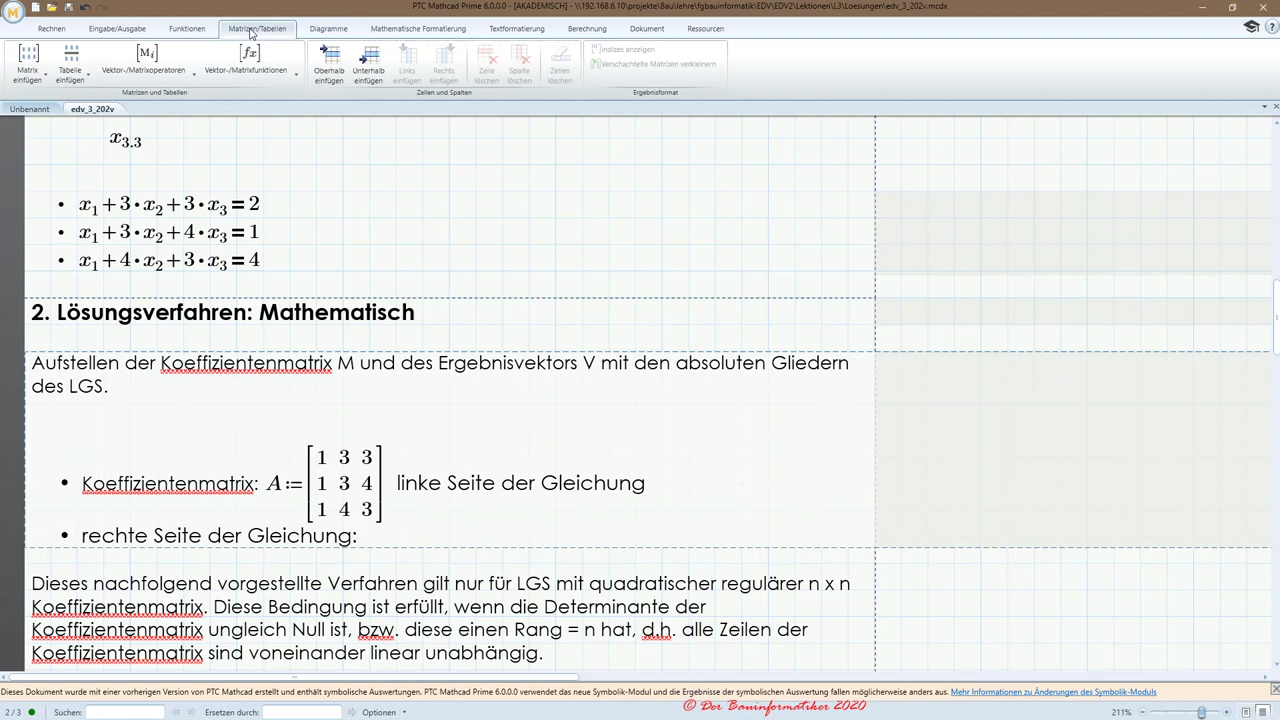 PTC Mathcad Prime 6.0.0.0 - [AKADEMISCH] - \\192.168.6.10\projekte\Bau\lehre\fgbauinformatik\EDV\EDV2\Lektionen\L3\Loesungen\edv_3_202v.mcdx
Rechnen Eingabe/Ausgabe Funktionen Matrizen/Tabellen Diagramme Mathematische Formatierung Textformatierung Berechnung Dokument Ressourcen
Matrix einfügen Tabelle einfügen Vektor-/Matrixoperatoren Vektor-/Matrixfunktionen Oberhalb einfügen Unterhalb einfügen Links einfügen Rechts einfügen Zeile löschen Spalte löschen Zeilen löschen
Indizes anzeigen
Verschachtelte Matrizen verkleinern
Matrizen und Tabellen Zeilen und Spalten Ergebnisformat
Unbenannt edv_3_202v
x₃.₃
• x₁+3•x₂+3•x₃=2
• x₁+3•x₂+4•x₃=1
• x₁+4•x₂+3•x₃=4
2. Lösungsverfahren: Mathematisch
Aufstellen der Koeffizientenmatrix M und des Ergebnisvektors V mit den absoluten Gliedern
des LGS.
1 3 3
• Koeffizientenmatrix: A:= 1 3 4 linke Seite der Gleichung
1 4 3
• rechte Seite der Gleichung:
Dieses nachfolgend vorgestellte Verfahren gilt nur für LGS mit quadratischer regulärer n x n
Koeffizientenmatrix. Diese Bedingung ist erfüllt, wenn die Determinante der
Koeffizientenmatrix ungleich Null ist, bzw. diese einen Rang = n hat, d.h. alle Zeilen der
Koeffizientenmatrix sind voneinander linear unabhängig.
Dieses Dokument wurde mit einer vorherigen Version von PTC Mathcad erstellt und enthält symbolische Auswertungen. PTC Mathcad Prime 6.0.0.0 verwendet das neue Symbolik-Modul und die Ergebnisse der symbolischen Auswertung fallen möglicherweise anders aus. Mehr Informationen zu Änderungen des Symbolik-Moduls
2 / 3 Suchen: Ersetzen durch: Optionen 211%
© Der Bauinformatiker 2020